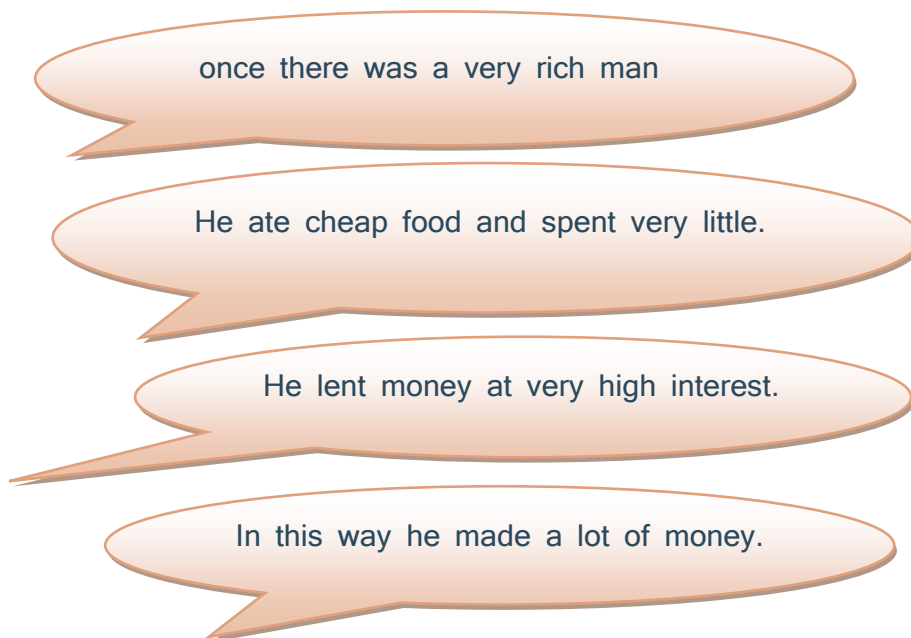 once there was a very rich man
He ate cheap food and spent very little.
He lent money at very high interest.
In this way he made a lot of money.